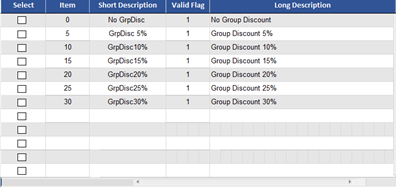 Select Item Short Description Valid Flag Long Description
0 No GrpDisc 1 No Group Discount
5 GrpDisc 5% 1 Group Discount 5%
10 GrpDisc10% 1 Group Discount 10%
15 GrpDisc15% 1 Group Discount 15%
20 GrpDisc20% 1 Group Discount 20%
25 GrpDisc25% 1 Group Discount 25%
30 GrpDisc30% 1 Group Discount 30%